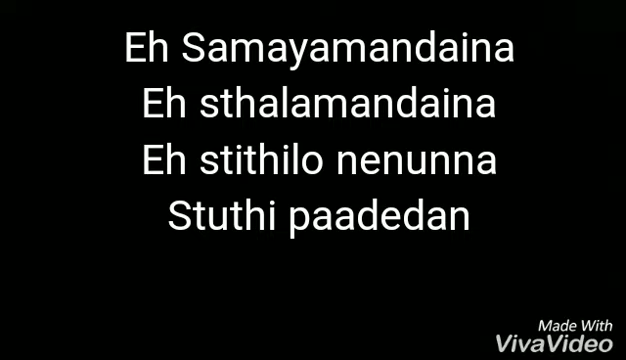 Eh Samayamandaina
Eh sthalamandaina
Eh stithilo nenunna
Stuthi paadedan
Made With
VivaVideo